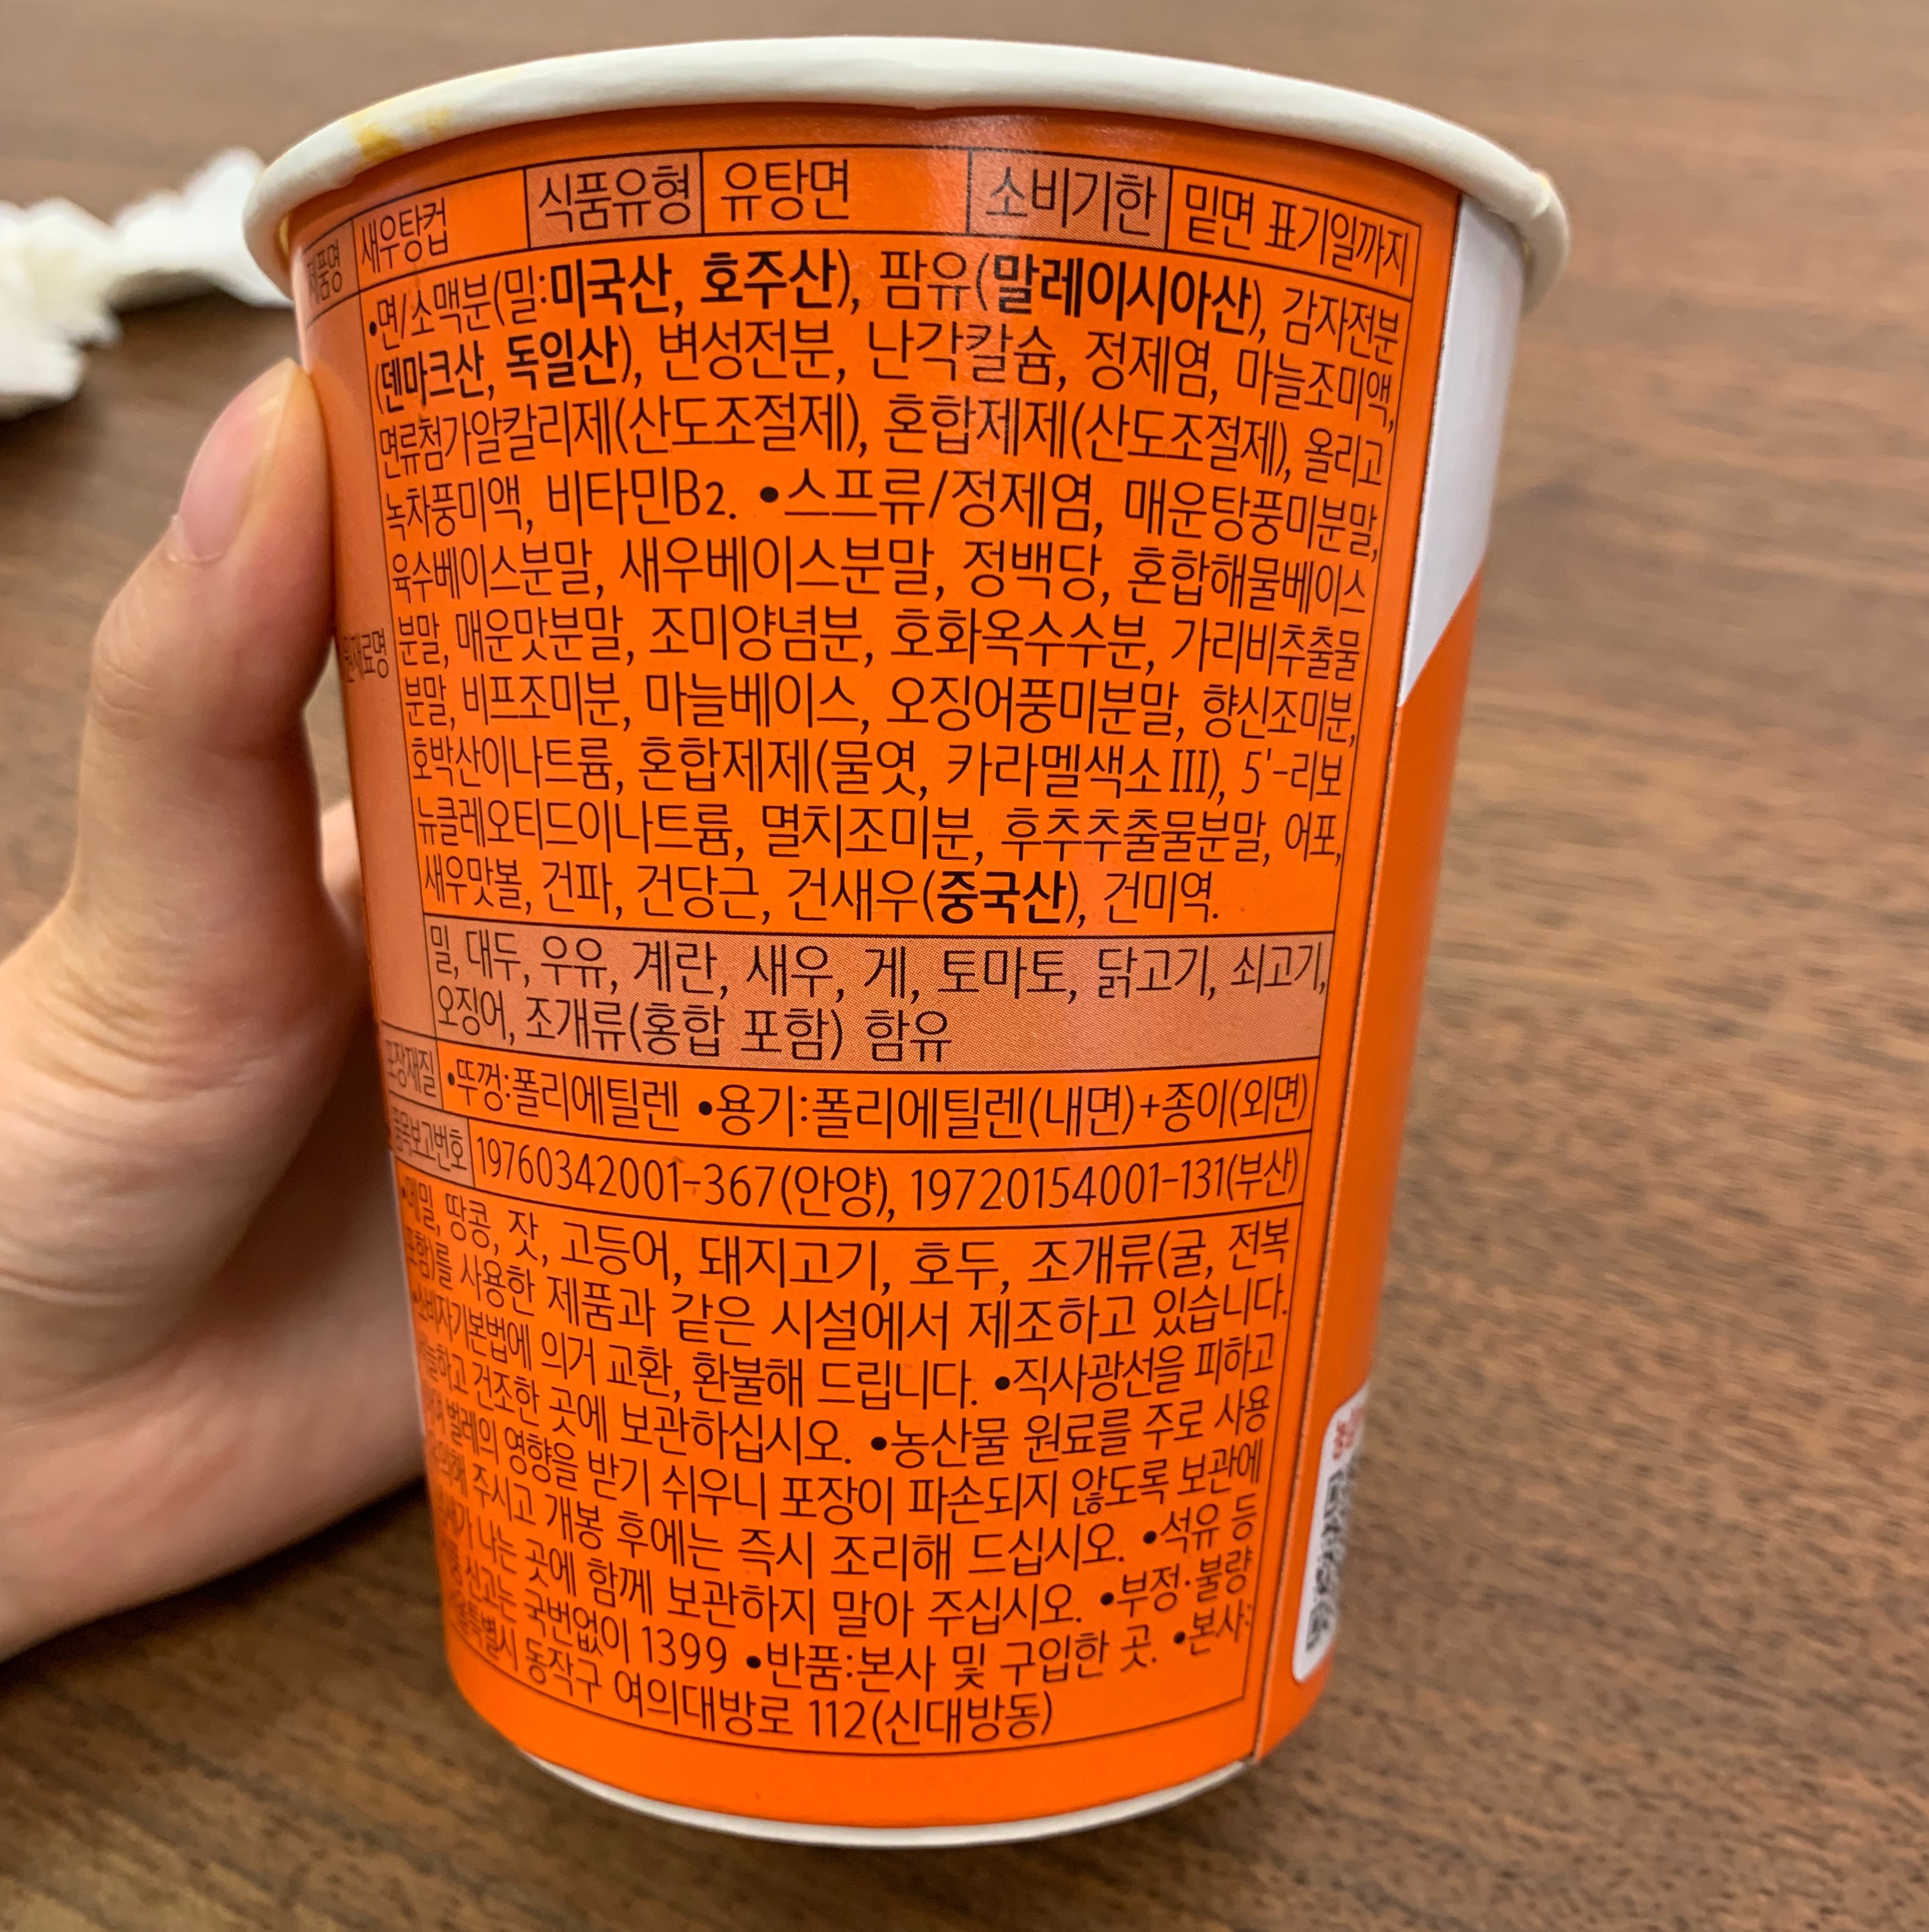 제품명 새우탕컵 식품유형 유탕면 소비기한 밑면 표기일까지
•면/소맥분(밀:미국산, 호주산), 팜유(말레이시아산), 감자전분
(덴마크산, 독일산), 변성전분, 난각칼슘, 정제염, 마늘조미액,
면류첨가알칼리제(산도조절제), 혼합제제(산도조절제), 올리고
녹차풍미액, 비타민B2. •스프류/정제염, 매운탕풍미분말,
육수베이스분말, 새우베이스분말, 정백당, 혼합해물베이스
원재료명 분말, 매운맛분말, 조미양념분, 호화옥수수분, 가리비추출물
분말, 비프조미분, 마늘베이스, 오징어풍미분말, 향신조미분,
호박산이나트륨, 혼합제제(물엿, 카라멜색소III), 5'-리보
뉴클레오티드이나트륨, 멸치조미분, 후추추출물분말, 어포,
새우맛볼, 건파, 건당근, 건새우(중국산), 건미역.
밀, 대두, 우유, 계란, 새우, 게, 토마토, 닭고기, 쇠고기,
오징어, 조개류(홍합 포함) 함유
포장재질 •뚜껑:폴리에틸렌 •용기:폴리에틸렌(내면)+종이(외면)
품목보고번호 19760342001-367(안양), 19720154001-131(부산)
•메밀, 땅콩, 잣, 고등어, 돼지고기, 호두, 조개류(굴, 전복
포함)를 사용한 제품과 같은 시설에서 제조하고 있습니다.
•소비자기본법에 의거 교환, 환불해 드립니다. •직사광선을 피하고
서늘하고 건조한 곳에 보관하십시오. •농산물 원료를 주로 사용
벌레의 영향을 받기 쉬우니 포장이 파손되지 않도록 보관에
주시고 개봉 후에는 즉시 조리해 드십시오. •석유 등
나는 곳에 함께 보관하지 말아 주십시오. •부정·불량
신고는 국번없이 1399 •반품:본사 및 구입한 곳. •본사:
서울특별시 동작구 여의대방로 112(신대방동)